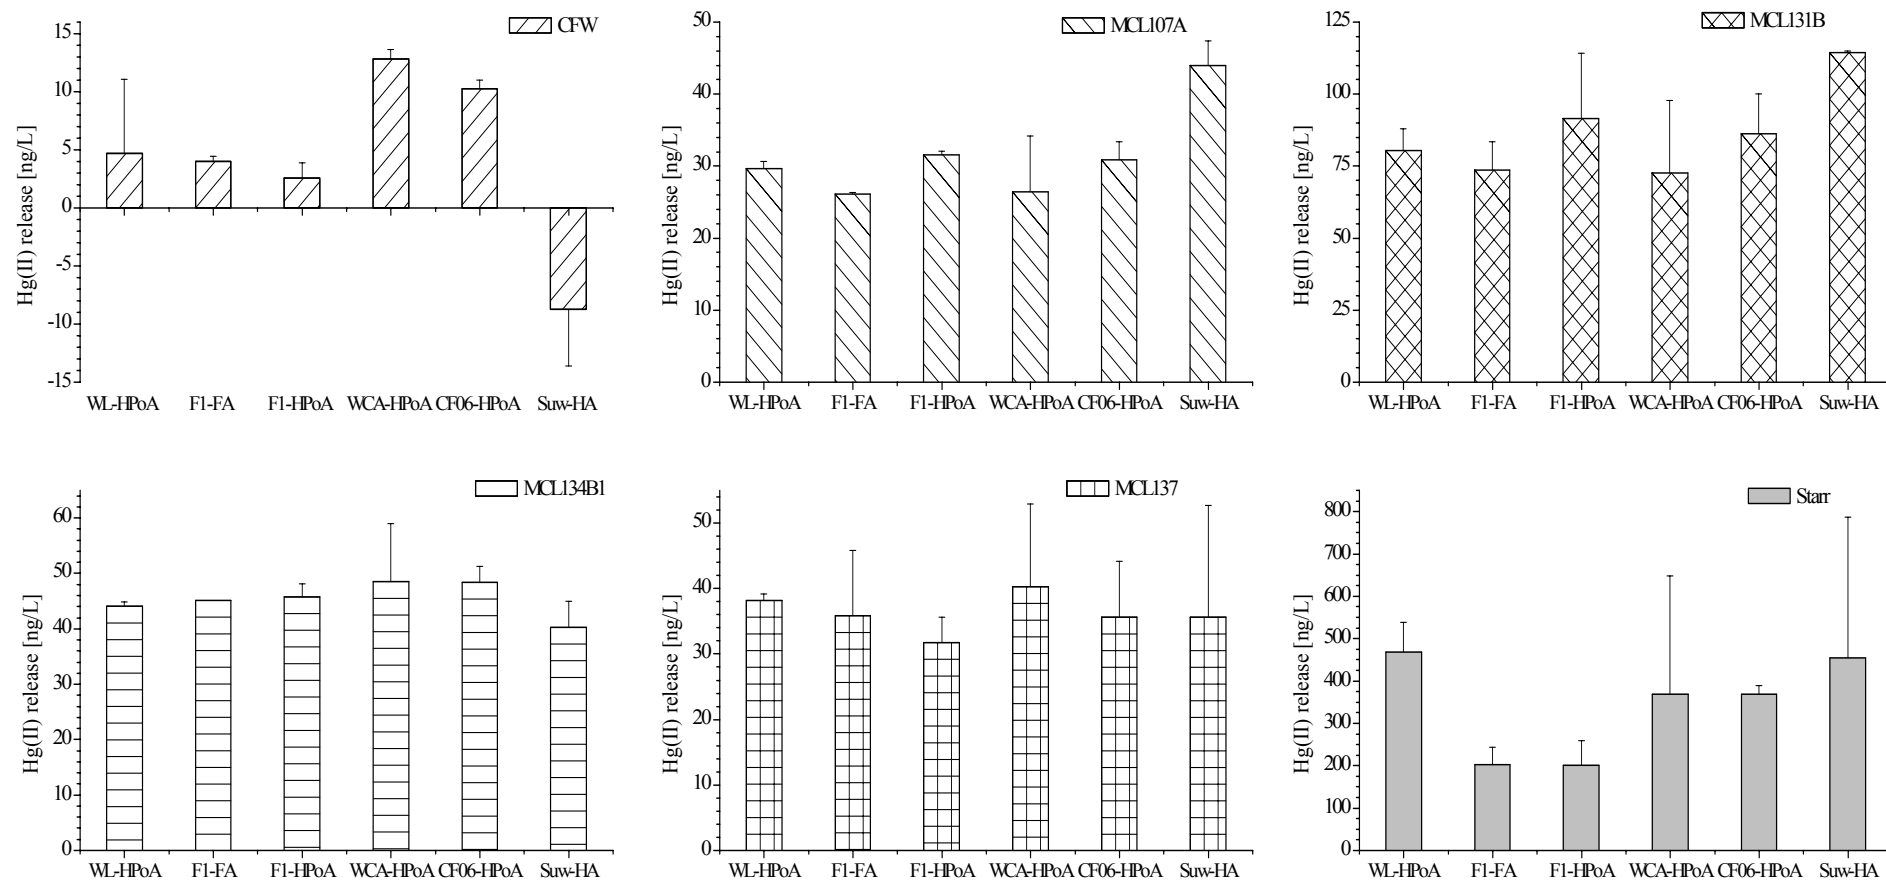 CFW
15
10
5
0
-5
-10
-15
Hg(II) release [ng/L]
WL-HPoA F1-FA F1-HPoA WCA-HPoA CF06-HPoA Suw-HA
MCL107A
50
40
30
20
10
0
Hg(II) release [ng/L]
WL-HPoA F1-FA F1-HPoA WCA-HPoA CF06-HPoA Suw-HA
MCL131B
125
100
75
50
25
0
Hg(II) release [ng/L]
WL-HPoA F1-FA F1-HPoA WCA-HPoA CF06-HPoA Suw-HA
MCL134B1
60
50
40
30
20
10
0
Hg(II) release [ng/L]
WL-HPoA F1-FA F1-HPoA WCA-HPoA CF06-HPoA Suw-HA
MCL137
50
40
30
20
10
0
Hg(II) release [ng/L]
WL-HPoA F1-FA F1-HPoA WCA-HPoA CF06-HPoA Suw-HA
Starr
800
700
600
500
400
300
200
100
0
Hg(II) release [ng/L]
WL-HPoA F1-FA F1-HPoA WCA-HPoA CF06-HPoA Suw-HA